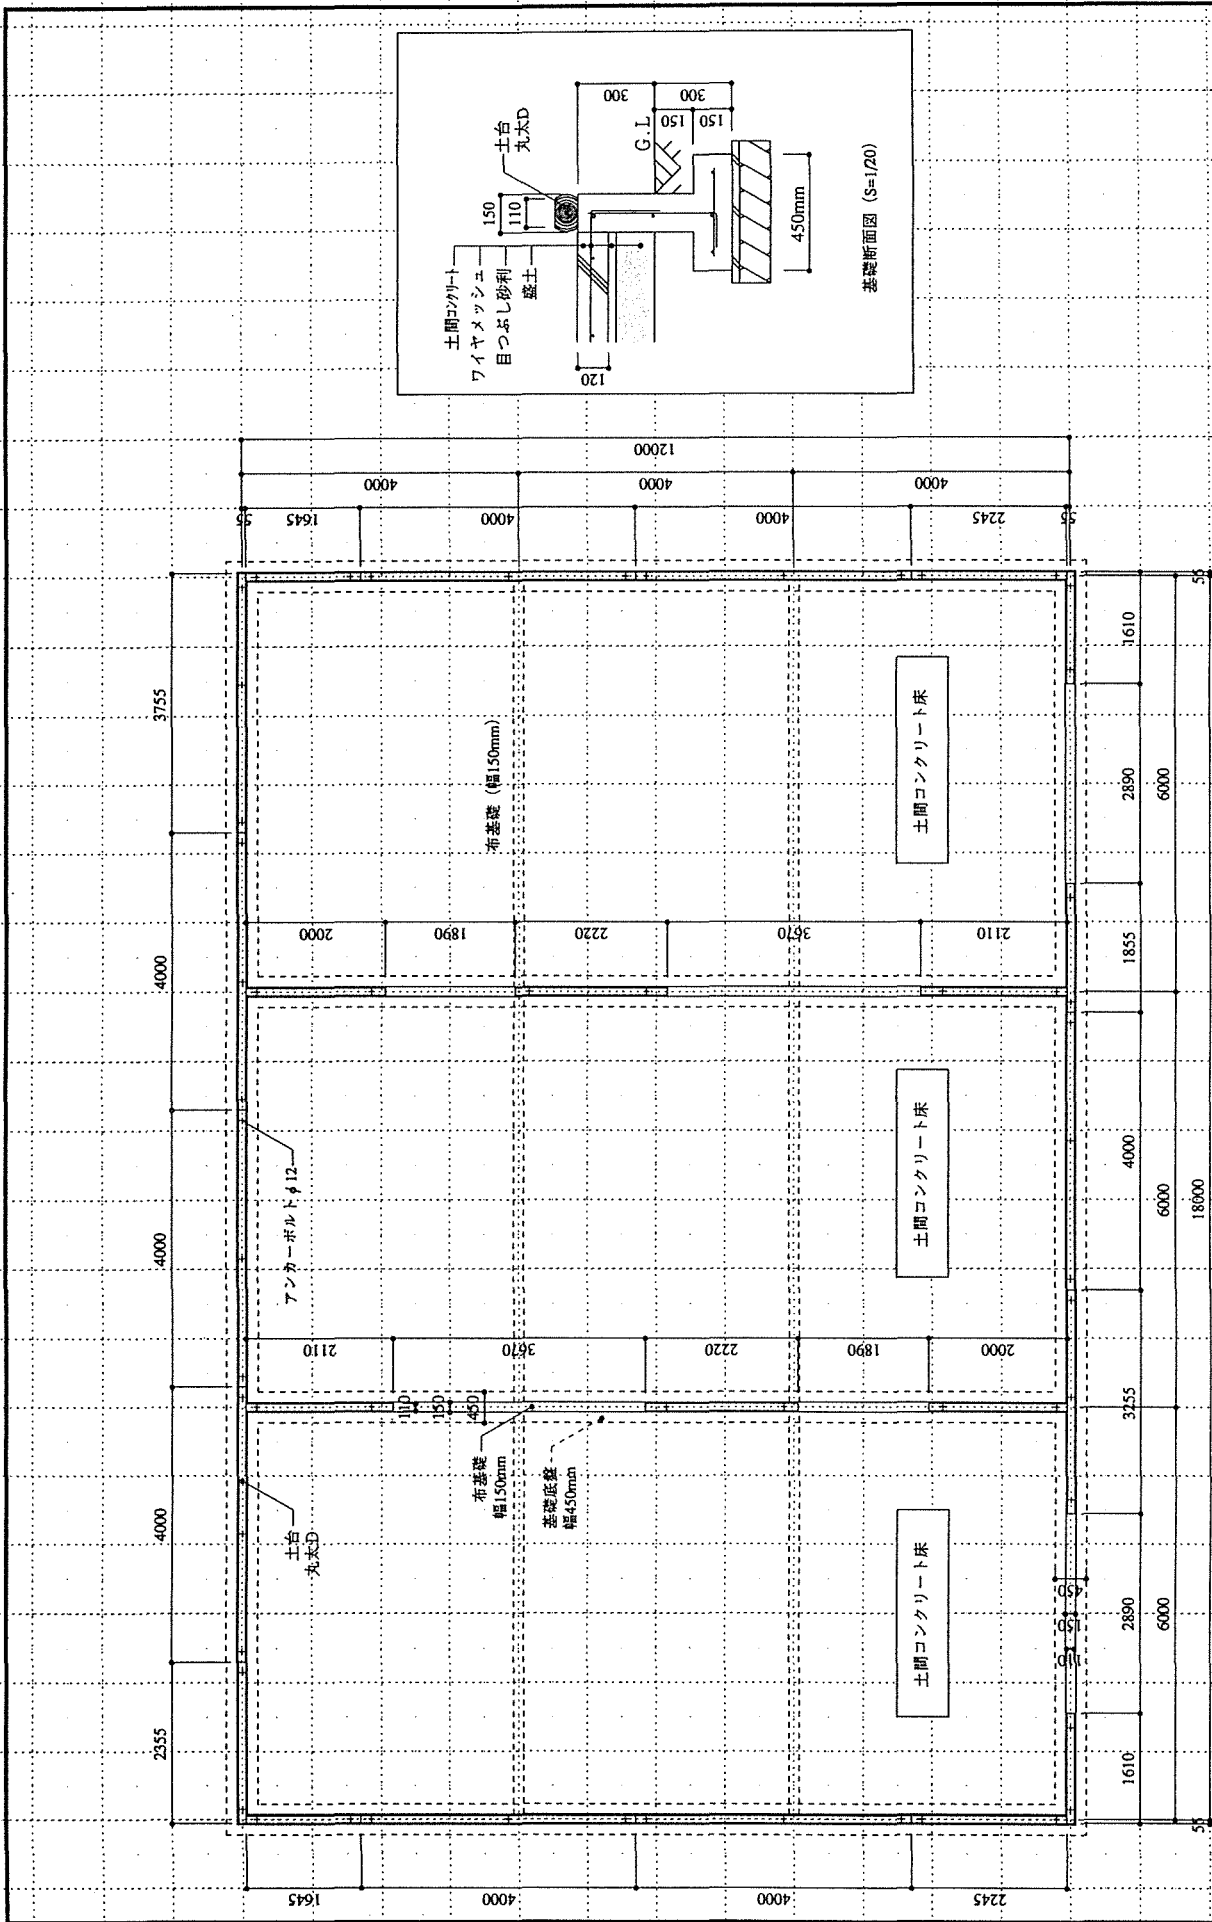 土間コンクリート
ワイヤメッシュ
目つぶし砂利
盛土
150
110
土台
丸太D
300
300
G.L
150
150
120
450mm
基礎断面図 (S=1/20)
12000
4000
4000
4000
55
1645
4000
4000
2245
55
2355
4000
4000
4000
3755
土台
丸太D
アンカーボルトφ12
布基礎 (幅150mm)
2110
3670
2220
1890
2000
2000
1890
2220
3670
2110
110
150
450
布基礎
幅150mm
基礎底盤
幅450mm
土間コンクリート床
土間コンクリート床
土間コンクリート床
110
150
450
1645
4000
4000
2245
55
1610
2890
3255
4000
1855
2890
1610
55
6000
6000
6000
18000